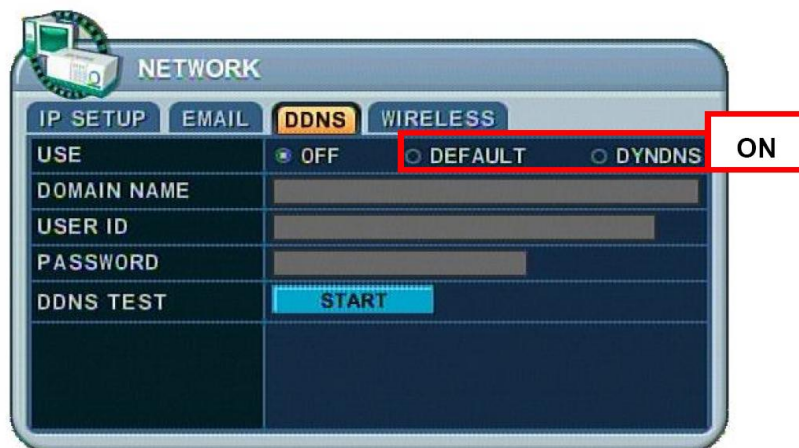 NETWORK
IP SETUP EMAIL DDNS WIRELESS
USE OFF DEFAULT DYNDNS ON
DOMAIN NAME
USER ID
PASSWORD
DDNS TEST START